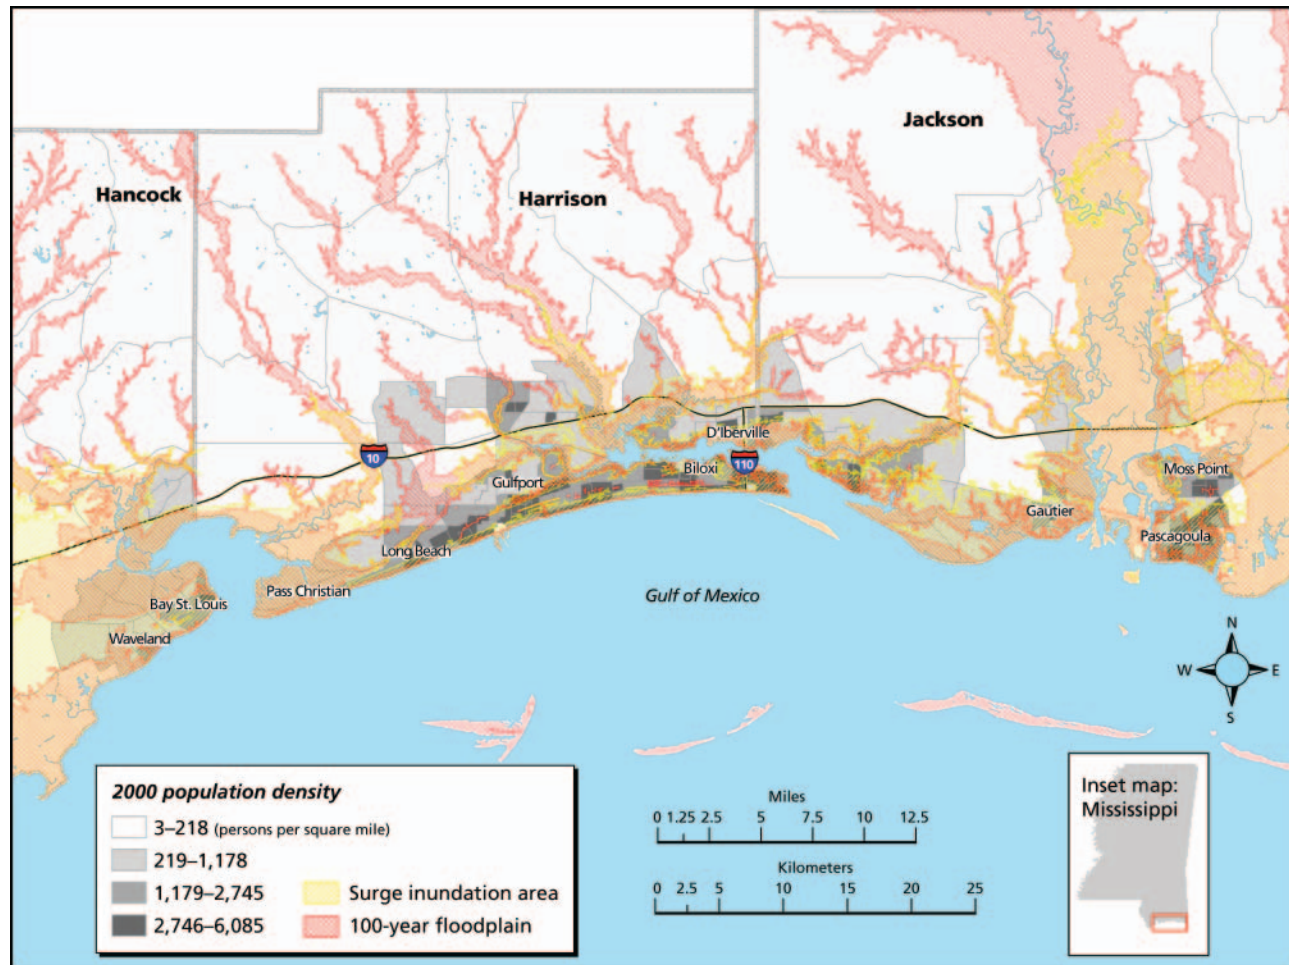 Jackson
Hancock
Harrison
D'Iberville
10
Biloxi
110
Moss Point
Gulfport
Gautier
Pascagoula
Long Beach
Pass Christian
Gulf of Mexico
Bay St. Louis
Waveland
N
W E
S
2000 population density
3–218 (persons per square mile)
219–1,178
1,179–2,745
2,746–6,085
Surge inundation area
100-year floodplain
Miles
0 1.25 2.5 5 7.5 10 12.5
Kilometers
0 2.5 5 10 15 20 25
Inset map:
Mississippi